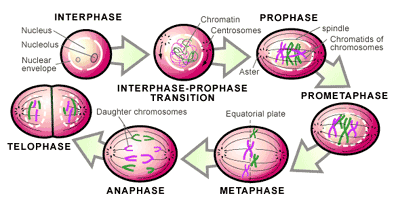 INTERPHASE
Nucleus
Nucleolus
Nuclear
envelope
Chromatin
Centrosomes
INTERPHASE-PROPHASE
TRANSITION
PROPHASE
spindle
Chromatids of
chromosomes
Aster
PROMETAPHASE
Equatorial plate
METAPHASE
Daughter chromosomes
ANAPHASE
TELOPHASE